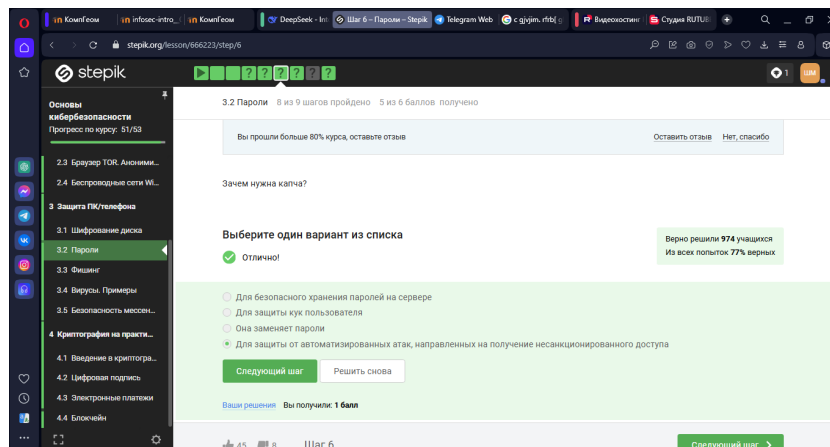 КомпГеом
infosec-intro_
КомпГеом
DeepSeek - Int
Шаг 6 – Пароли – Stepik
Telegram Web
с gjvjim. rfrb[ g
Видеохостинг
Студия RUTUB
stepik.org/lesson/666223/step/6
stepik
1
ШМ
Основы
кибербезопасности
Прогресс по курсу: 51/53
2.3 Браузер TOR. Анонимн...
2.4 Беспроводные сети Wi...
3 Защита ПК/телефона
3.1 Шифрование диска
3.2 Пароли
3.3 Фишинг
3.4 Вирусы. Примеры
3.5 Безопасность мессен...
4 Криптография на практи...
4.1 Введение в криптогра...
4.2 Цифровая подпись
4.3 Электронные платежи
4.4 Блокчейн
3.2 Пароли 8 из 9 шагов пройдено 5 из 6 баллов получено
Вы прошли больше 80% курса, оставьте отзыв
Оставить отзыв Нет, спасибо
Зачем нужна капча?
Выберите один вариант из списка
Отлично!
Верно решили 974 учащихся
Из всех попыток 77% верных
Для безопасного хранения паролей на сервере
Для защиты кук пользователя
Она заменяет пароли
Для защиты от автоматизированных атак, направленных на получение несанкционированного доступа
Следующий шаг
Решить снова
Ваши решения Вы получили: 1 балл
45
8
Шаг 6
Следующий шаг